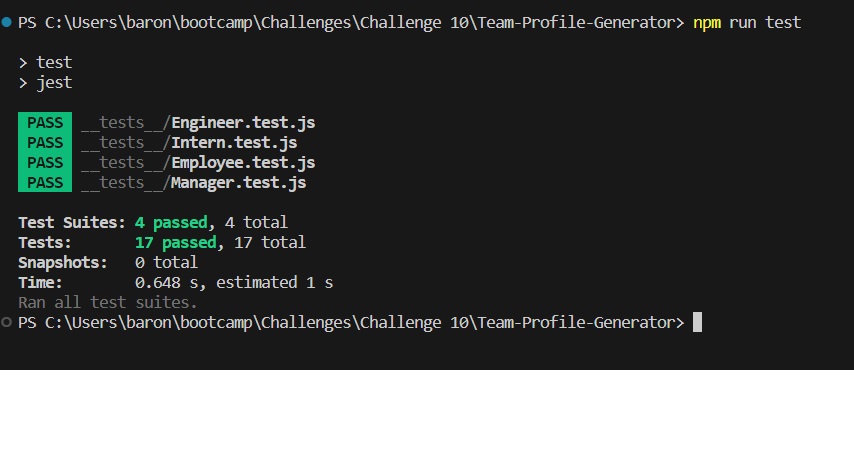 PS C:\Users\baron\bootcamp\Challenges\Challenge 10\Team-Profile-Generator> npm run test
> test
> jest
PASS __tests__/Engineer.test.js
PASS __tests__/Intern.test.js
PASS __tests__/Employee.test.js
PASS __tests__/Manager.test.js
Test Suites: 4 passed, 4 total
Tests: 17 passed, 17 total
Snapshots: 0 total
Time: 0.648 s, estimated 1 s
Ran all test suites.
PS C:\Users\baron\bootcamp\Challenges\Challenge 10\Team-Profile-Generator>